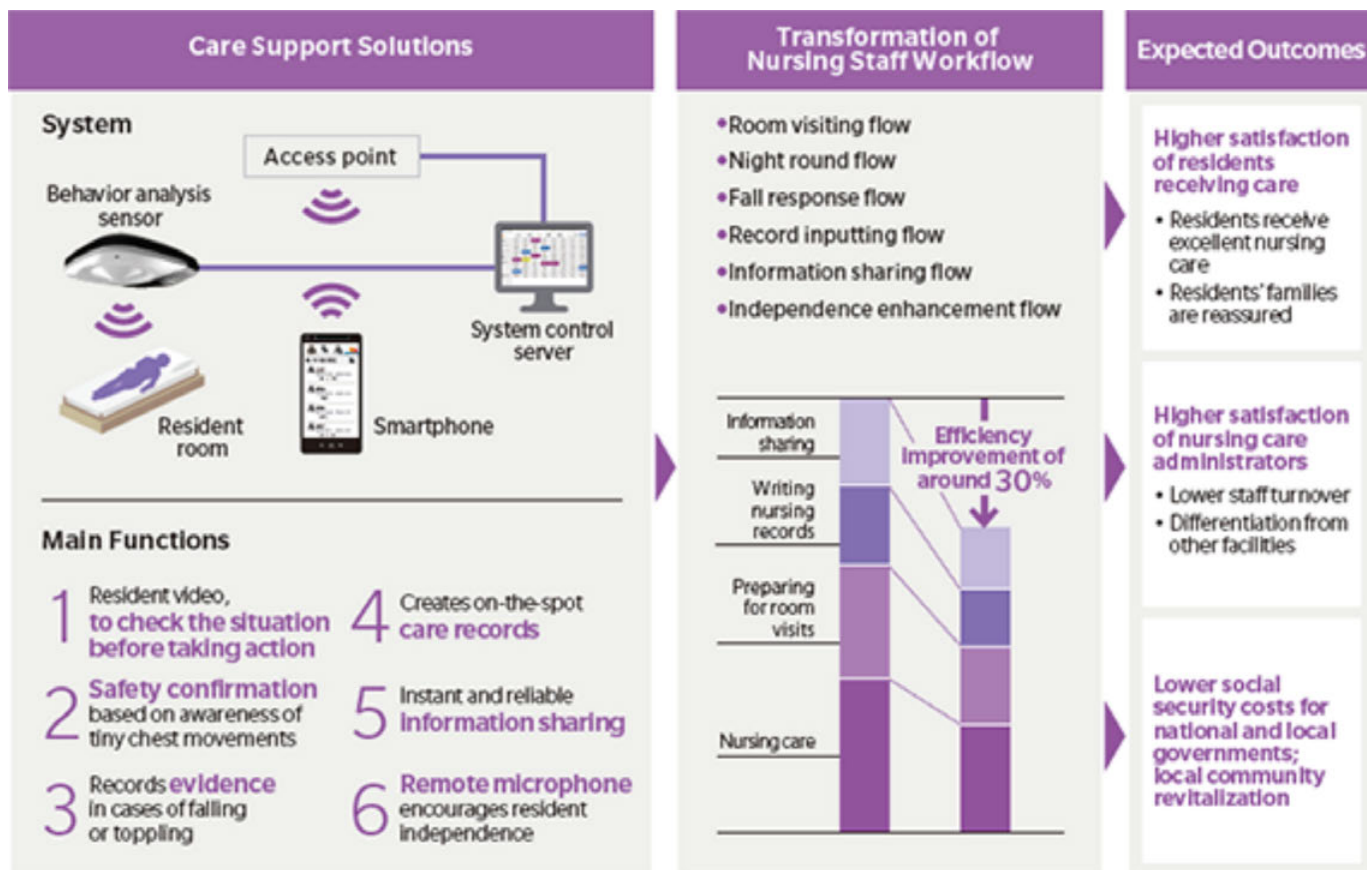 Care Support Solutions
System
Access point
Behavior analysis
sensor
System control
server
Resident
room
Smartphone
Main Functions
1 Resident video,
to check the situation
before taking action
2 Safety confirmation
based on awareness of
tiny chest movements
3 Records evidence
in cases of falling
or toppling
4 Creates on-the-spot
care records
5 Instant and reliable
information sharing
6 Remote microphone
encourages resident
independence
Transformation of
Nursing Staff Workflow
•Room visiting flow
•Night round flow
•Fall response flow
•Record inputting flow
•Information sharing flow
•Independence enhancement flow
Information
sharing
Writing
nursing
records
Preparing
for room
visits
Nursing care
Efficiency
Improvement of
around 30%
Expected Outcomes
Higher satisfaction
of residents
receiving care
• Residents receive
excellent nursing
care
• Residents' families
are reassured
Higher satisfaction
of nursing care
administrators
• Lower staff turnover
• Differentiation from
other facilities
Lower social
security costs for
national and local
governments;
local community
revitalization